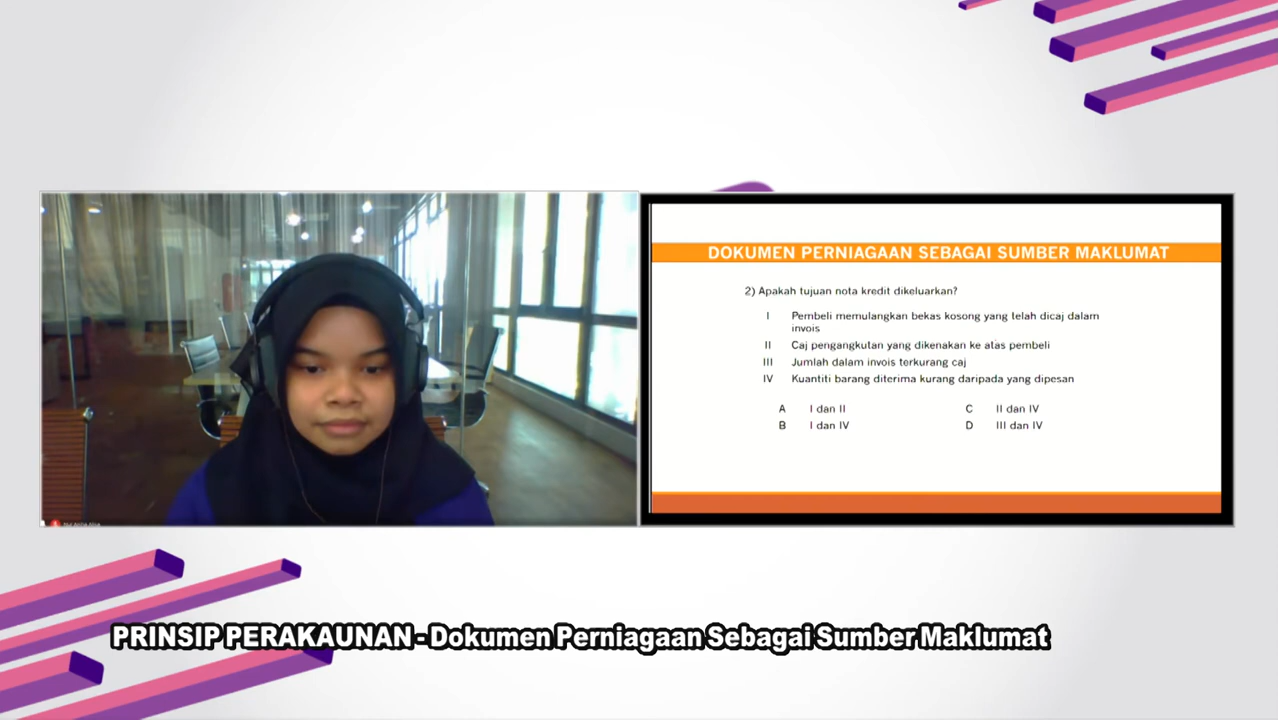 DOKUMEN PERNIAGAAN SEBAGAI SUMBER MAKLUMAT
2) Apakah tujuan nota kredit dikeluarkan?
I Pembeli memulangkan bekas kosong yang telah dicaj dalam
invois
II Caj pengangkutan yang dikenakan ke atas pembeli
III Jumlah dalam invois terkurang caj
IV Kuantiti barang diterima kurang daripada yang dipesan
A I dan II C II dan IV
B I dan IV D III dan IV
PRINSIP PERAKAUNAN - Dokumen Perniagaan Sebagai Sumber Maklumat